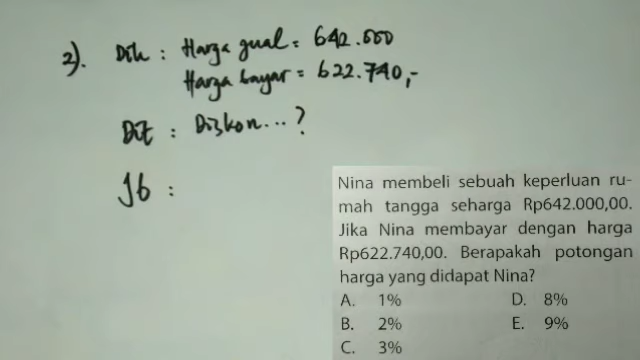 2). Dik : Harga jual = 642.000
Harga bayar = 622.740,-
Dit : Diskon... ?
Jb :
Nina membeli sebuah keperluan ru-
mah tangga seharga Rp642.000,00.
Jika Nina membayar dengan harga
Rp622.740,00. Berapakah potongan
harga yang didapat Nina?
A. 1% D. 8%
B. 2% E. 9%
C. 3%